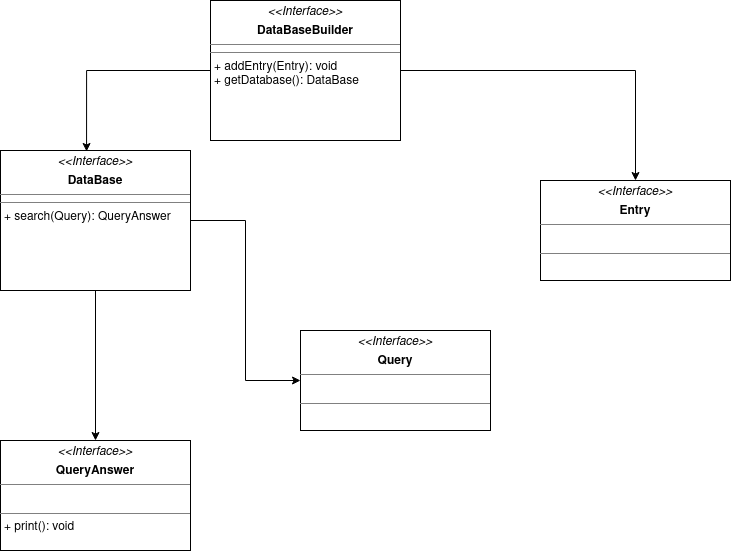 <<Interface>>
DataBaseBuilder
+ addEntry(Entry): void
+ getDatabase(): DataBase
<<Interface>>
DataBase
+ search(Query): QueryAnswer
<<Interface>>
Entry
<<Interface>>
Query
<<Interface>>
QueryAnswer
+ print(): void